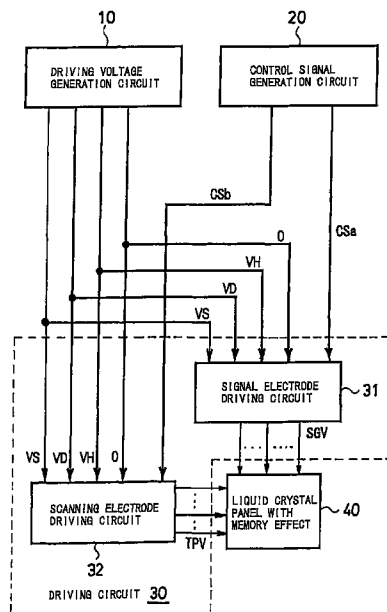 10
20
DRIVING VOLTAGE
GENERATION CIRCUIT
CONTROL SIGNAL
GENERATION CIRCUIT
CSb
CSa
0
VH
VD
VS
SIGNAL ELECTRODE
DRIVING CIRCUIT
31
SGV
VS VD VH 0
SCANNING ELECTRODE
DRIVING CIRCUIT
LIQUID CRYSTAL
PANEL WITH
MEMORY EFFECT
40
32
TPV
DRIVING CIRCUIT 30